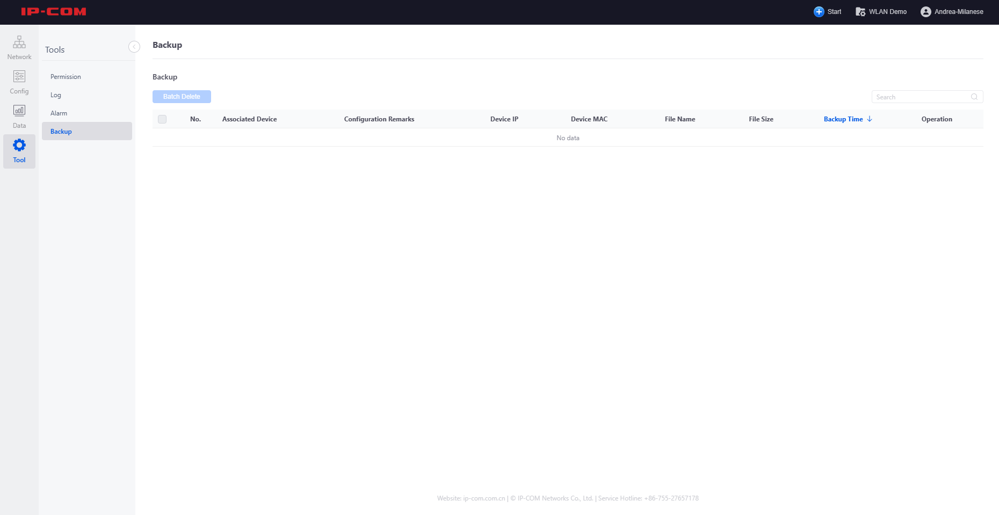 IP-COM
Start
WLAN Demo
Andrea-Milanese
Network
Config
Data
Tool
Tools
Permission
Log
Alarm
Backup
Backup
Backup
Batch Delete
Search
No. Associated Device Configuration Remarks Device IP Device MAC File Name File Size Backup Time Operation
No data
Website: ip-com.com.cn | © IP-COM Networks Co., Ltd. | Service Hotline: +86-755-27657178